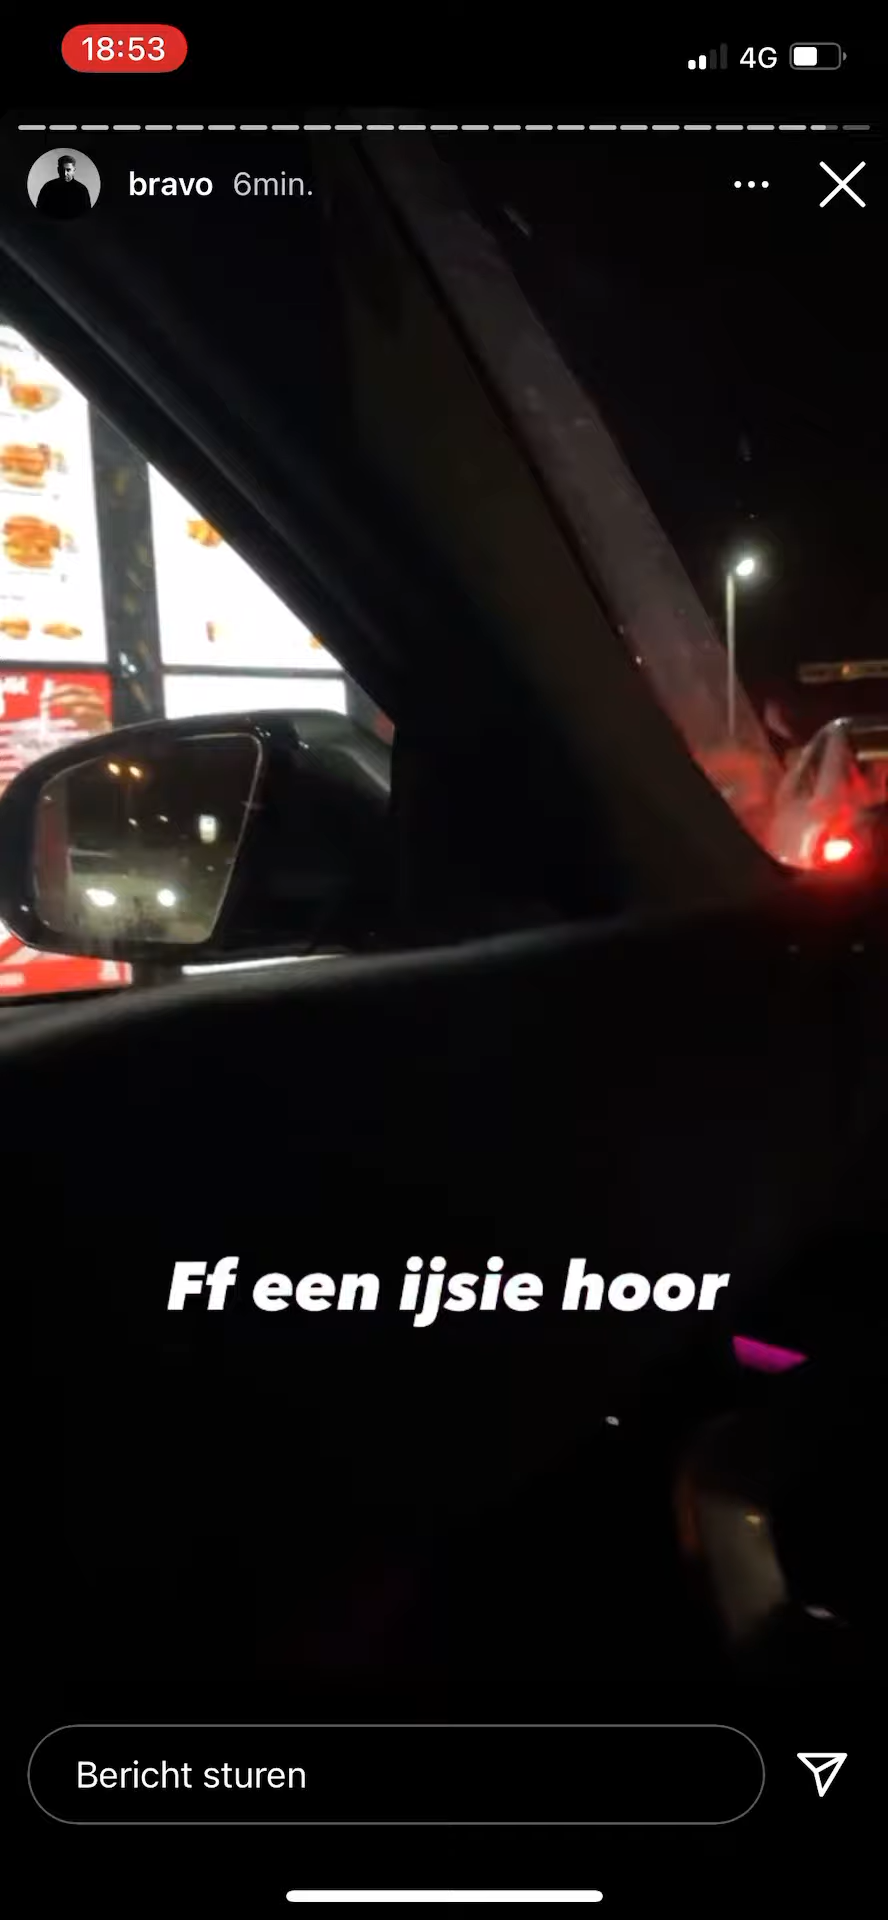 18:53
4G
bravo 6min.
Ff een ijsie hoor
Bericht sturen